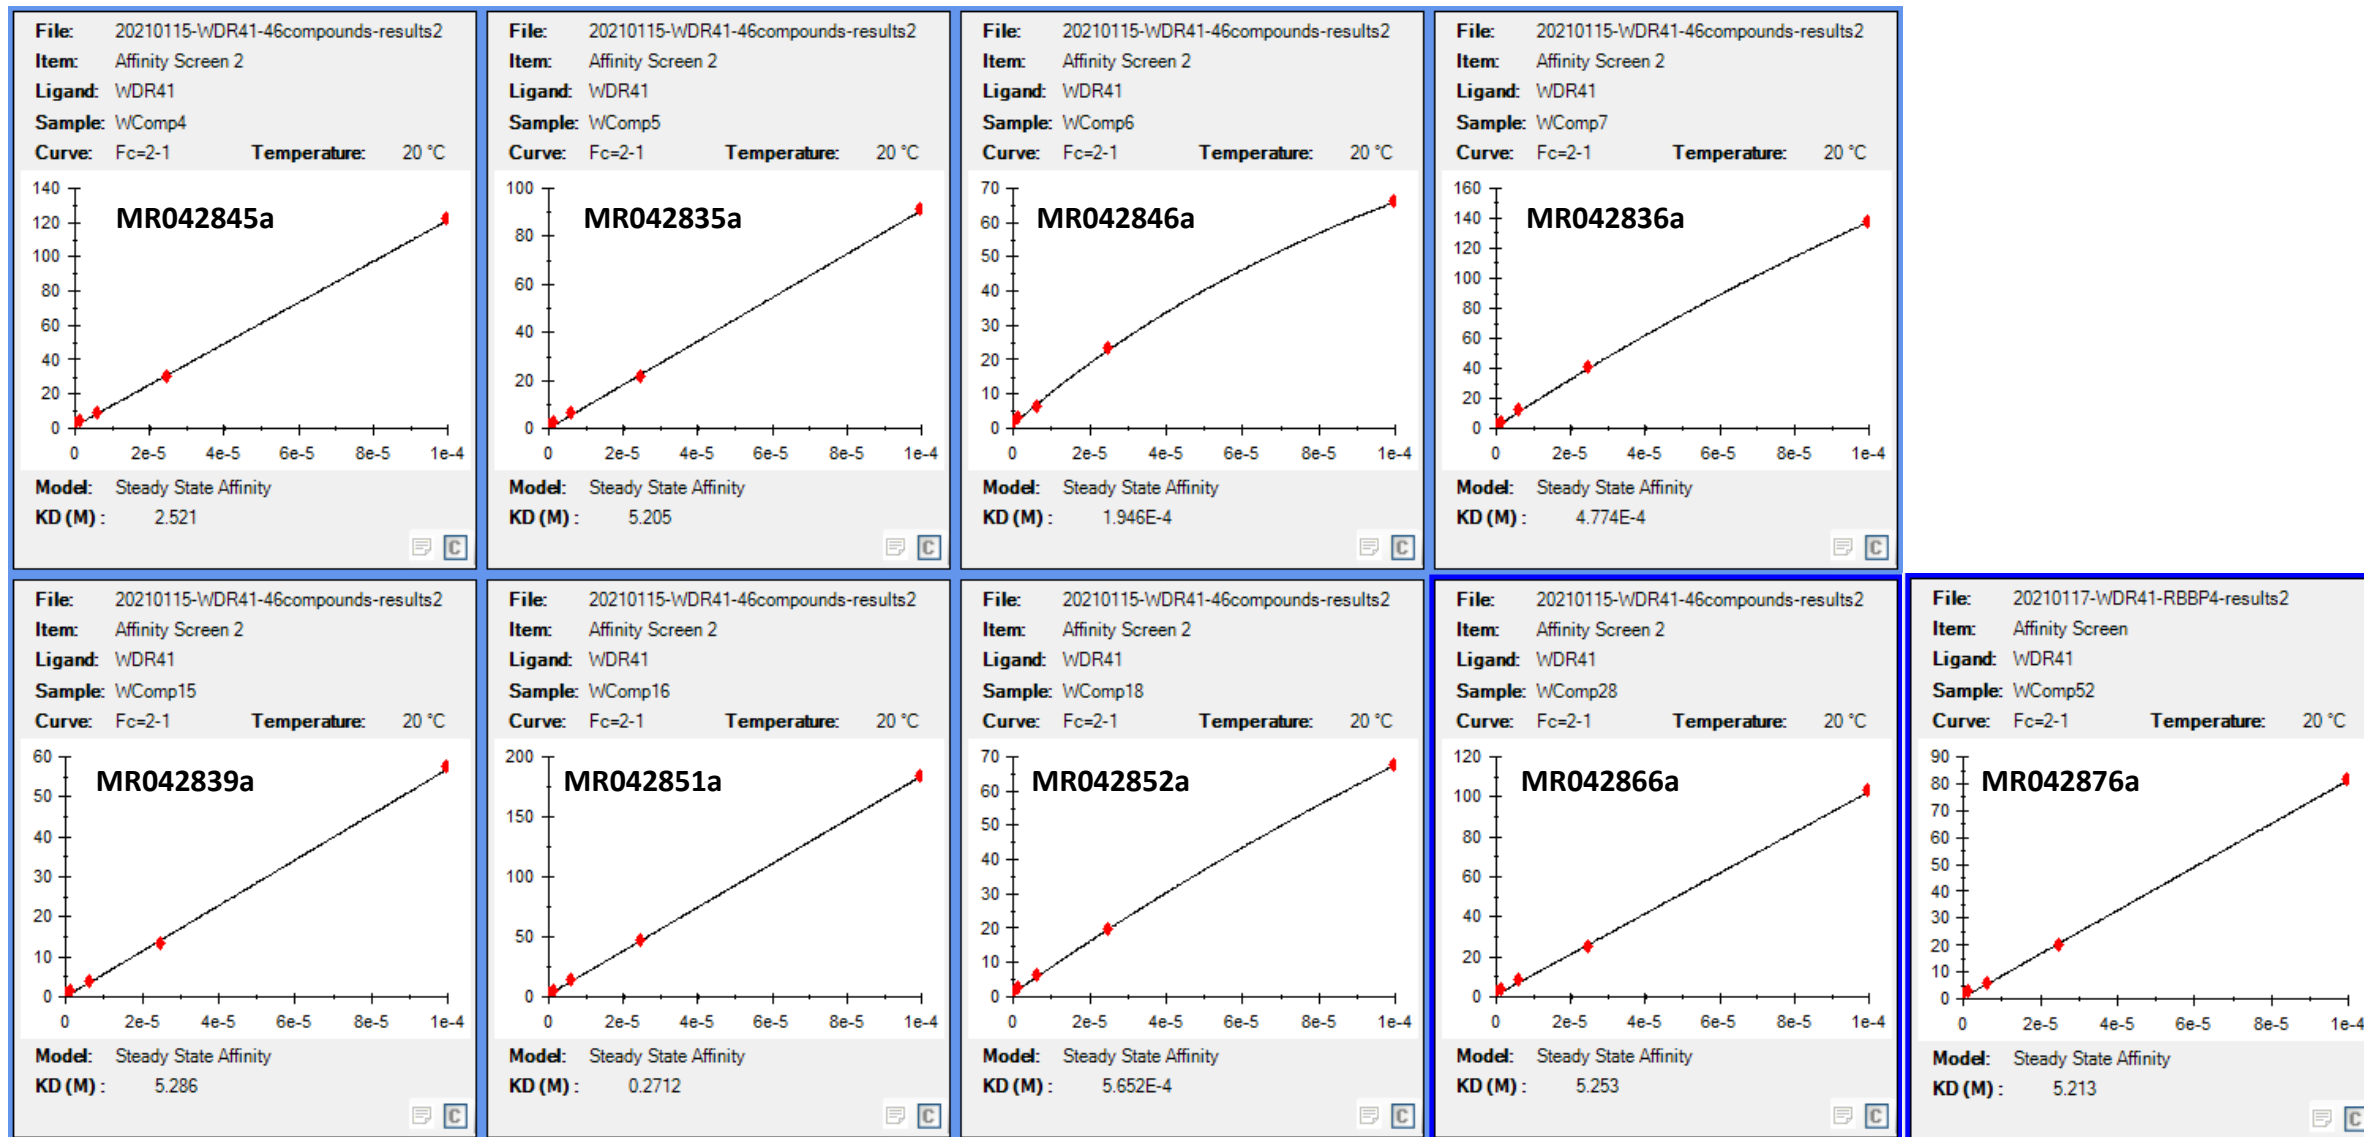 File: 20210115-WDR41-46compounds-results2
Item: Affinity Screen 2
Ligand: WDR41
Sample: WComp4
Curve: Fc=2-1 Temperature: 20 °C
140
120
100
80
60
40
20
0
MR042845a
0 2e-5 4e-5 6e-5 8e-5 1e-4
Model: Steady State Affinity
KD (M) : 2.521
C
File: 20210115-WDR41-46compounds-results2
Item: Affinity Screen 2
Ligand: WDR41
Sample: WComp5
Curve: Fc=2-1 Temperature: 20 °C
100
80
60
40
20
0
MR042835a
0 2e-5 4e-5 6e-5 8e-5 1e-4
Model: Steady State Affinity
KD (M) : 5.205
C
File: 20210115-WDR41-46compounds-results2
Item: Affinity Screen 2
Ligand: WDR41
Sample: WComp6
Curve: Fc=2-1 Temperature: 20 °C
70
60
50
40
30
20
10
0
MR042846a
0 2e-5 4e-5 6e-5 8e-5 1e-4
Model: Steady State Affinity
KD (M) : 1.946E-4
C
File: 20210115-WDR41-46compounds-results2
Item: Affinity Screen 2
Ligand: WDR41
Sample: WComp7
Curve: Fc=2-1 Temperature: 20 °C
160
140
120
100
80
60
40
20
0
MR042836a
0 2e-5 4e-5 6e-5 8e-5 1e-4
Model: Steady State Affinity
KD (M) : 4.774E-4
C
File: 20210115-WDR41-46compounds-results2
Item: Affinity Screen 2
Ligand: WDR41
Sample: WComp15
Curve: Fc=2-1 Temperature: 20 °C
60
50
40
30
20
10
0
MR042839a
0 2e-5 4e-5 6e-5 8e-5 1e-4
Model: Steady State Affinity
KD (M) : 5.286
C
File: 20210115-WDR41-46compounds-results2
Item: Affinity Screen 2
Ligand: WDR41
Sample: WComp16
Curve: Fc=2-1 Temperature: 20 °C
200
150
100
50
0
MR042851a
0 2e-5 4e-5 6e-5 8e-5 1e-4
Model: Steady State Affinity
KD (M) : 0.2712
C
File: 20210115-WDR41-46compounds-results2
Item: Affinity Screen 2
Ligand: WDR41
Sample: WComp18
Curve: Fc=2-1 Temperature: 20 °C
70
60
50
40
30
20
10
0
MR042852a
0 2e-5 4e-5 6e-5 8e-5 1e-4
Model: Steady State Affinity
KD (M) : 5.652E-4
C
File: 20210115-WDR41-46compounds-results2
Item: Affinity Screen 2
Ligand: WDR41
Sample: WComp28
Curve: Fc=2-1 Temperature: 20 °C
120
100
80
60
40
20
0
MR042866a
0 2e-5 4e-5 6e-5 8e-5 1e-4
Model: Steady State Affinity
KD (M) : 5.253
C
File: 20210117-WDR41-RBBP4-results2
Item: Affinity Screen
Ligand: WDR41
Sample: WComp52
Curve: Fc=2-1 Temperature: 20 °C
90
80
70
60
50
40
30
20
10
0
MR042876a
0 2e-5 4e-5 6e-5 8e-5 1e-4
Model: Steady State Affinity
KD (M) : 5.213
C